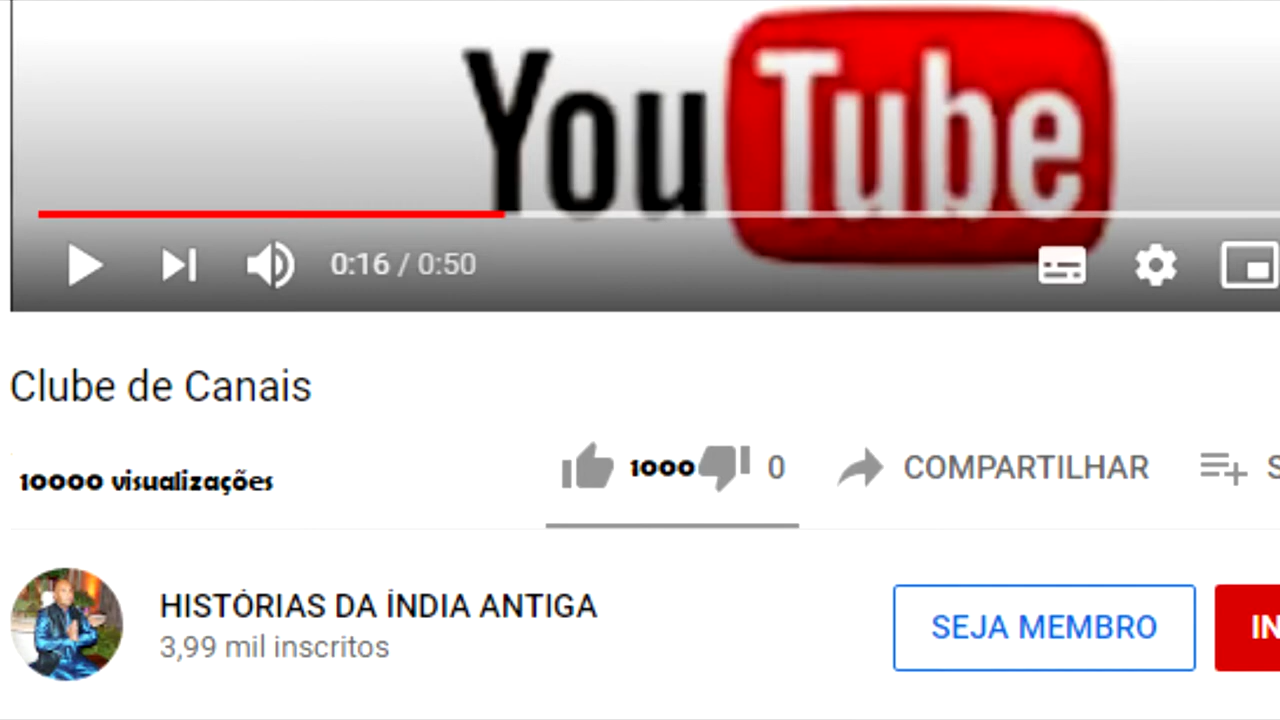 YouTube
0:16 / 0:50
Clube de Canais
10000 visualizações
1000 0 COMPARTILHAR
HISTÓRIAS DA ÍNDIA ANTIGA
3,99 mil inscritos
SEJA MEMBRO